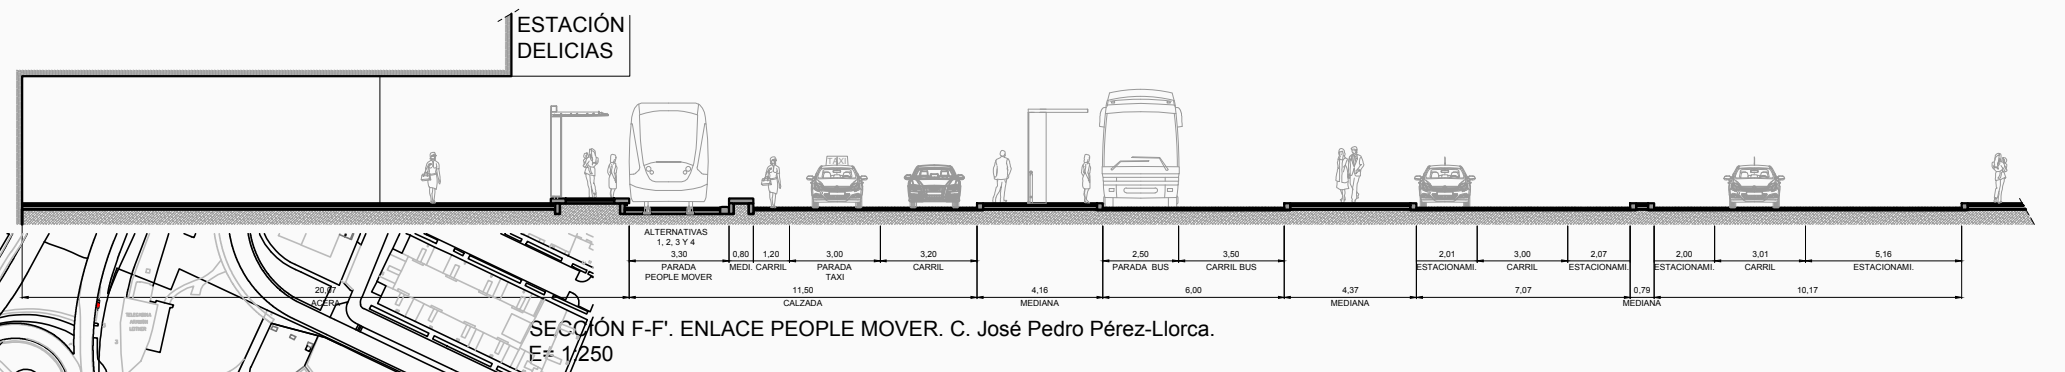 ESTACIÓN
DELICIAS
TAXI
ALTERNATIVAS
1, 2, 3 Y 4
3,30
0,80
1,20
3,00
3,20
2,50
3,50
2,01
3,00
2,07
2,00
3,01
5,16
PARADA
PEOPLE MOVER
MEDI.
CARRIL
PARADA
TAXI
CARRIL
PARADA BUS
CARRIL BUS
ESTACIONAMI.
CARRIL
ESTACIONAMI.
ESTACIONAMI.
CARRIL
ESTACIONAMI.
20,67
11,50
4,16
6,00
4,37
7,07
0,79
10,17
ACERA
CALZADA
MEDIANA
MEDIANA
MEDIANA
SECCIÓN F-F'. ENLACE PEOPLE MOVER. C. José Pedro Pérez-Llorca.
E= 1:250